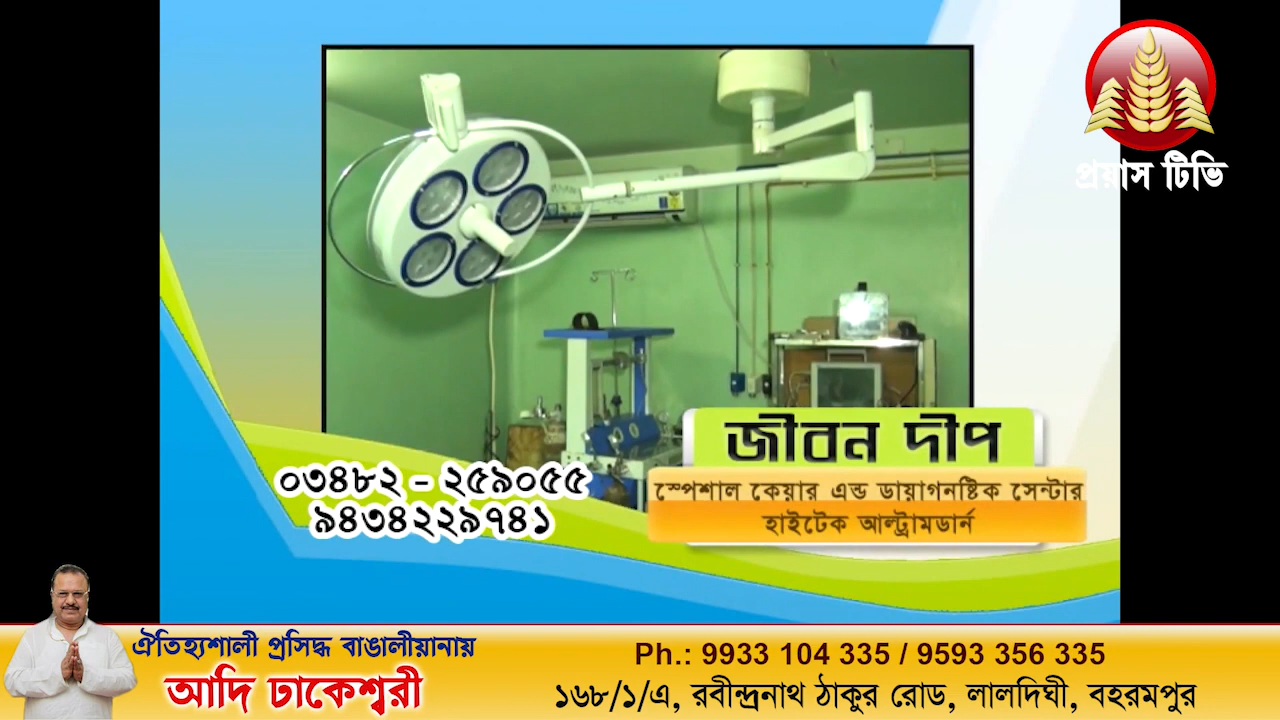 প্রয়াস টিভি
জীবন দীপ
স্পেশাল কেয়ার এন্ড ডায়াগনষ্টিক সেন্টার
হাইটেক আল্ট্রামডার্ন
০৩৪৮২ - ২৫৯০৫৫
৯৪৩৪২২৯৭৪১
ঐতিহ্যশালী প্রসিদ্ধ বাঙালীয়ানায়
আদি ঢাকেশ্বরী
Ph.: 9933 104 335 / 9593 356 335
১৬৮/১/এ, রবীন্দ্রনাথ ঠাকুর রোড, লালদিঘী, বহরমপুর